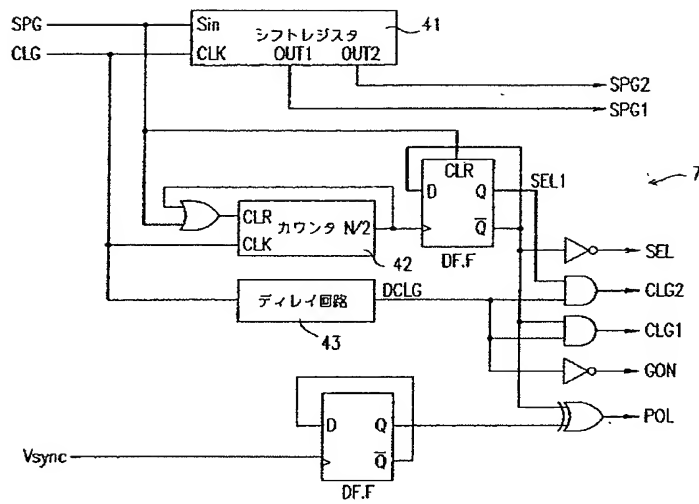 SPG
CLG
Sin
CLK
シフトレジスタ
OUT1 OUT2
41
SPG2
SPG1
7
CLR
D Q
Q
DF.F
SEL1
CLR
CLK
カウンタ N/2
42
ディレイ回路
43
DCLG
SEL
CLG2
CLG1
GON
POL
Vsync
D Q
Q
DF.F